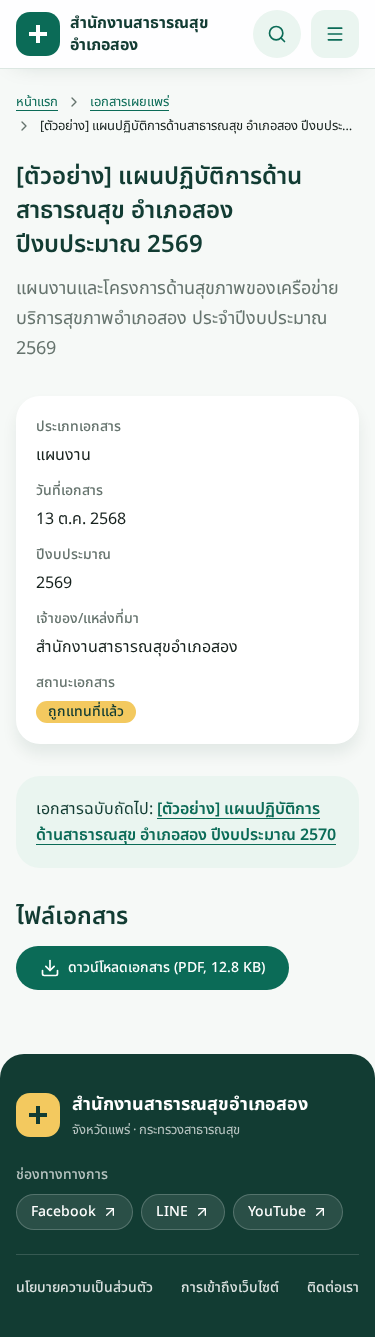 สำนักงานสาธารณสุข
อำเภอสอง
หน้าแรก > เอกสารเผยแพร่
> [ตัวอย่าง] แผนปฏิบัติการด้านสาธารณสุข อำเภอสอง ปีงบประ...
[ตัวอย่าง] แผนปฏิบัติการด้าน
สาธารณสุข อำเภอสอง
ปีงบประมาณ 2569
แผนงานและโครงการด้านสุขภาพของเครือข่าย
บริการสุขภาพอำเภอสอง ประจำปีงบประมาณ
2569
ประเภทเอกสาร
แผนงาน
วันที่เอกสาร
13 ต.ค. 2568
ปีงบประมาณ
2569
เจ้าของ/แหล่งที่มา
สำนักงานสาธารณสุขอำเภอสอง
สถานะเอกสาร
ถูกแทนที่แล้ว
เอกสารฉบับถัดไป: [ตัวอย่าง] แผนปฏิบัติการ
ด้านสาธารณสุข อำเภอสอง ปีงบประมาณ 2570
ไฟล์เอกสาร
ดาวน์โหลดเอกสาร (PDF, 12.8 KB)
สำนักงานสาธารณสุขอำเภอสอง
จังหวัดแพร่ · กระทรวงสาธารณสุข
ช่องทางทางการ
Facebook LINE YouTube
นโยบายความเป็นส่วนตัว การเข้าถึงเว็บไซต์ ติดต่อเรา